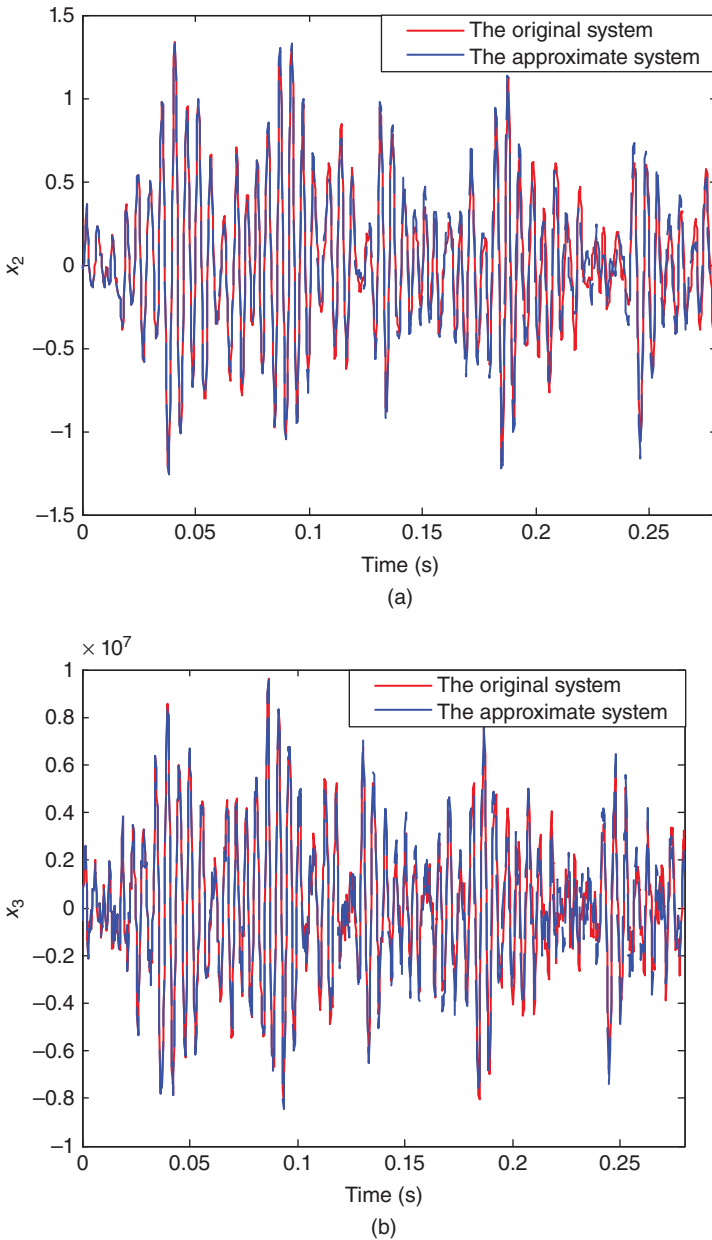 1.5
The original system
The approximate system
1
0.5
0
−0.5
−1
−1.5
x2
0 0.05 0.1 0.15 0.2 0.25
Time (s)
(a)
× 10^7
1
The original system
The approximate system
0.8
0.6
0.4
0.2
0
−0.2
−0.4
−0.6
−0.8
−1
x3
0 0.05 0.1 0.15 0.2 0.25
Time (s)
(b)